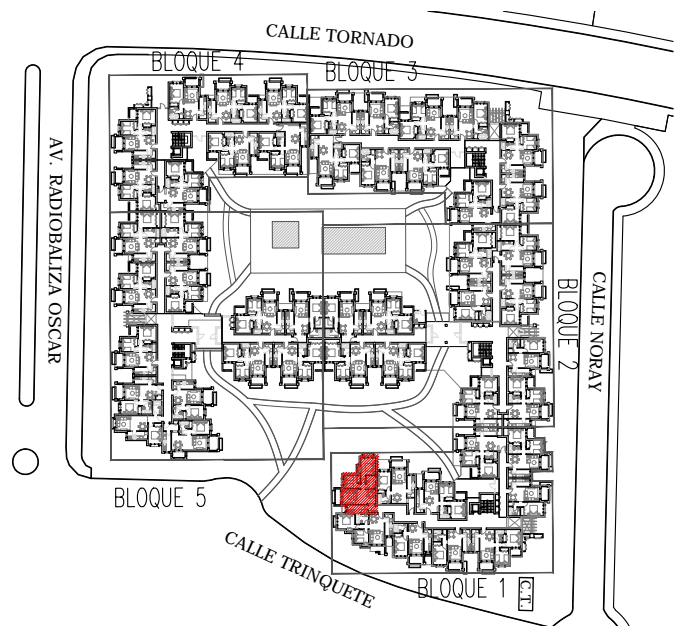 CALLE TORNADO
BLOQUE 4
BLOQUE 3
AV. RADIOBALIZA OSCAR
BLOQUE 2
CALLE NORAY
BLOQUE 5
CALLE TRINQUETE
BLOQUE 1
C.T.